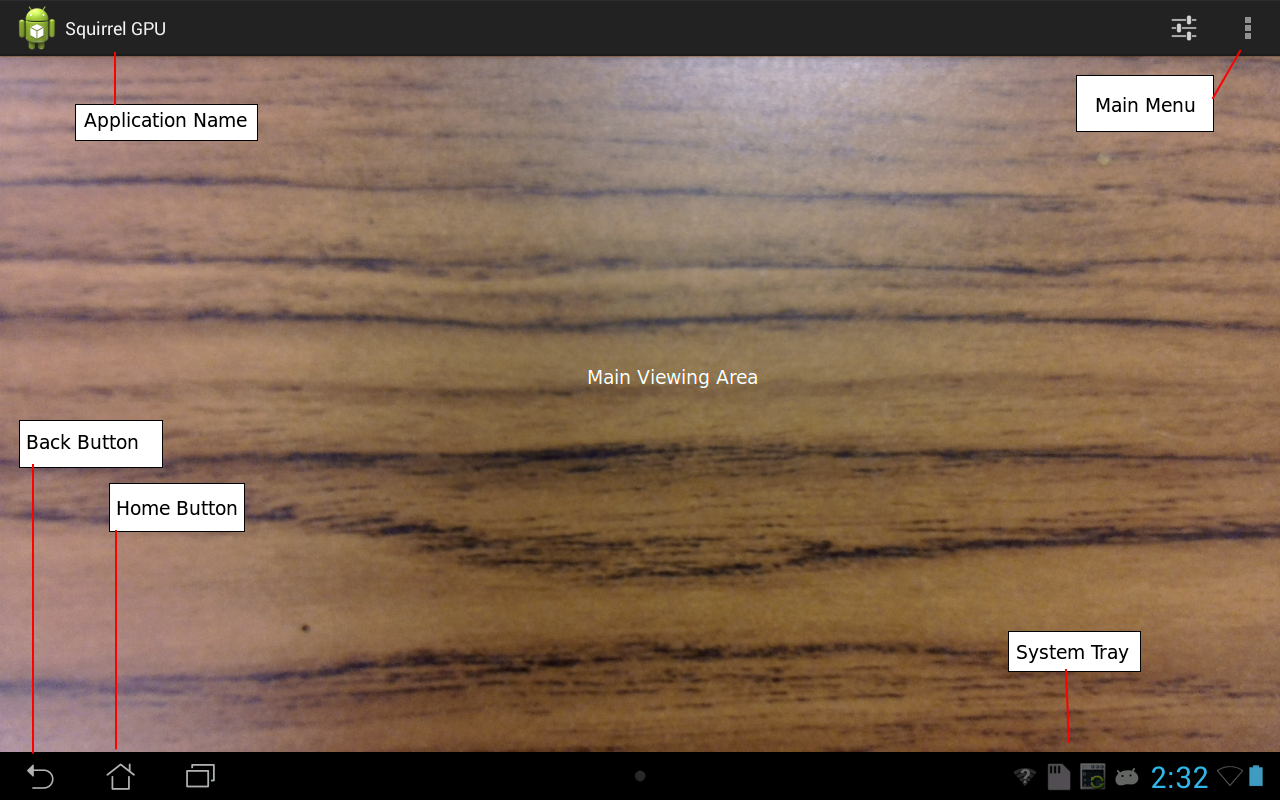 Squirrel GPU
Application Name
Main Menu
Main Viewing Area
Back Button
Home Button
System Tray
2:32